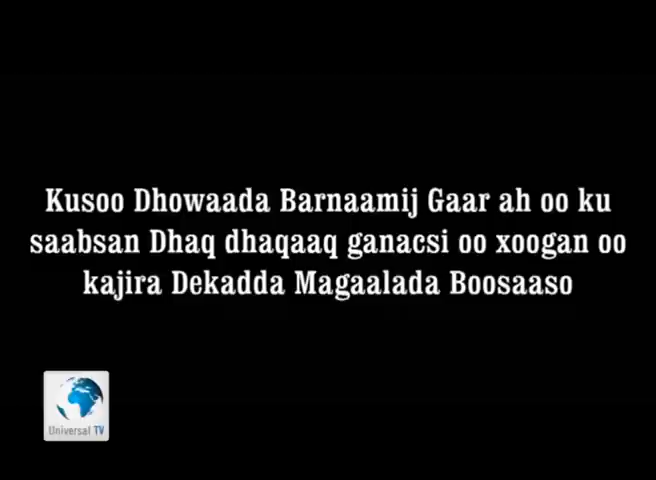 Kusoo Dhowaada Barnaamij Gaar ah oo ku
saabsan Dhaq dhaqaaq ganacsi oo xoogan oo
kajira Dekadda Magaalada Boosaaso
Universal TV